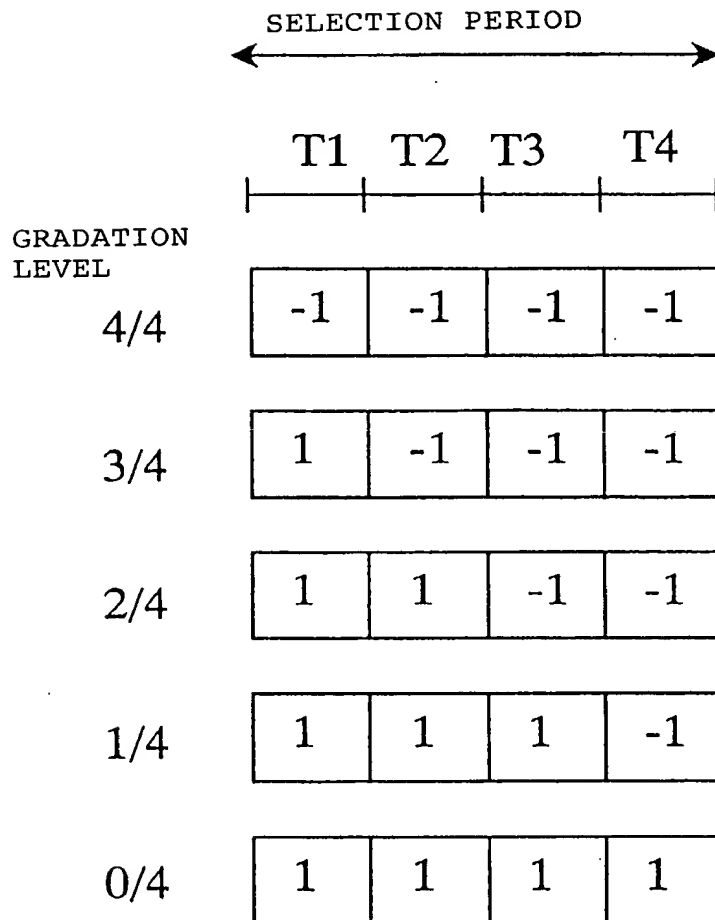 SELECTION PERIOD
T1 T2 T3 T4
GRADATION
LEVEL
4/4 -1 -1 -1 -1
3/4 1 -1 -1 -1
2/4 1 1 -1 -1
1/4 1 1 1 -1
0/4 1 1 1 1